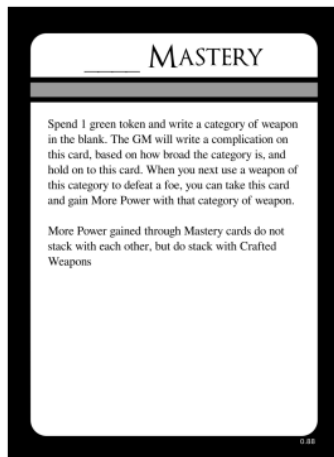 _____ MASTERY
Spend 1 green token and write a category of weapon
in the blank. The GM will write a complication on
this card, based on how broad the category is, and
hold on to this card. When you next use a weapon of
this category to defeat a foe, you can take this card
and gain More Power with that category of weapon.
More Power gained through Mastery cards do not
stack with each other, but do stack with Crafted
Weapons
0.88